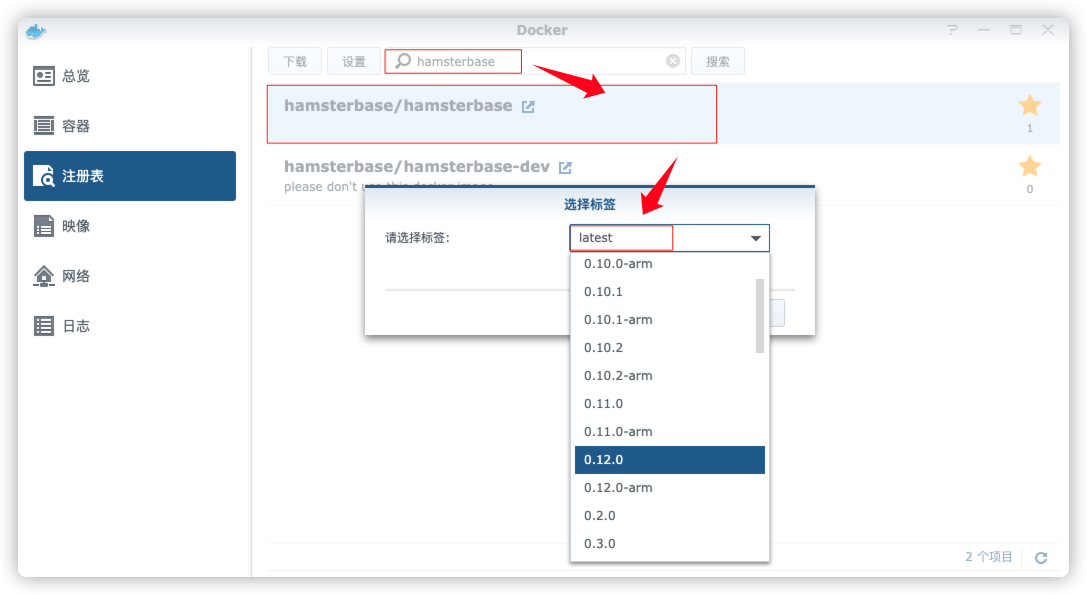 Docker
总览
容器
注册表
映像
网络
日志
下载
设置
hamsterbase
搜索
hamsterbase/hamsterbase
1
hamsterbase/hamsterbase-dev
please don't use this docker image
0
选择标签
请选择标签:
latest
0.10.0-arm
0.10.1
0.10.1-arm
0.10.2
0.10.2-arm
0.11.0
0.11.0-arm
0.12.0
0.12.0-arm
0.2.0
0.3.0
2 个项目